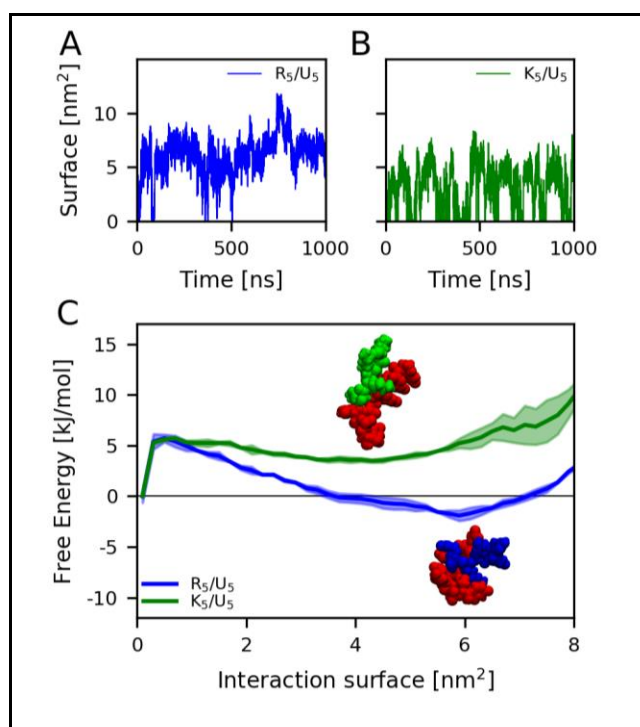 A
B
R₅/U₅
K₅/U₅
Surface [nm²]
10
5
0
0
500
1000
0
500
1000
Time [ns]
Time [ns]
C
Free Energy [kJ/mol]
15
10
5
0
-5
-10
R₅/U₅
K₅/U₅
0
2
4
6
8
Interaction surface [nm²]